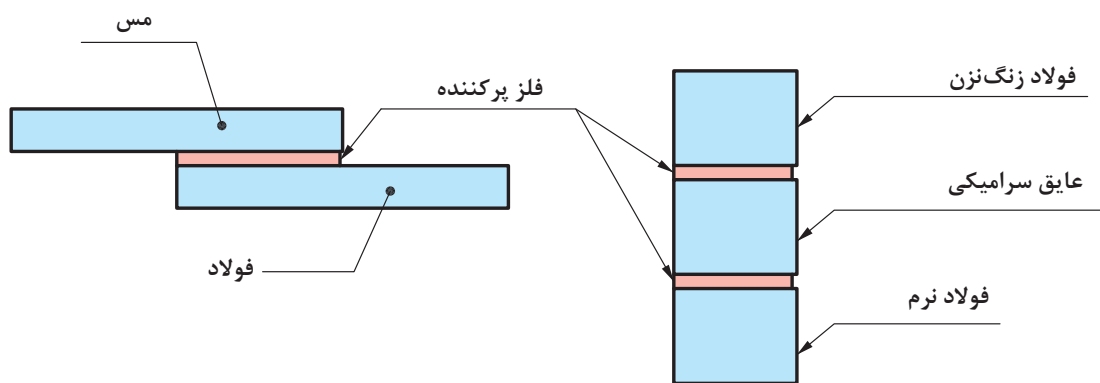 مس
فولاد زنگ‌نزن
فلز پرکننده
عایق سرامیکی
فولاد
فولاد نرم